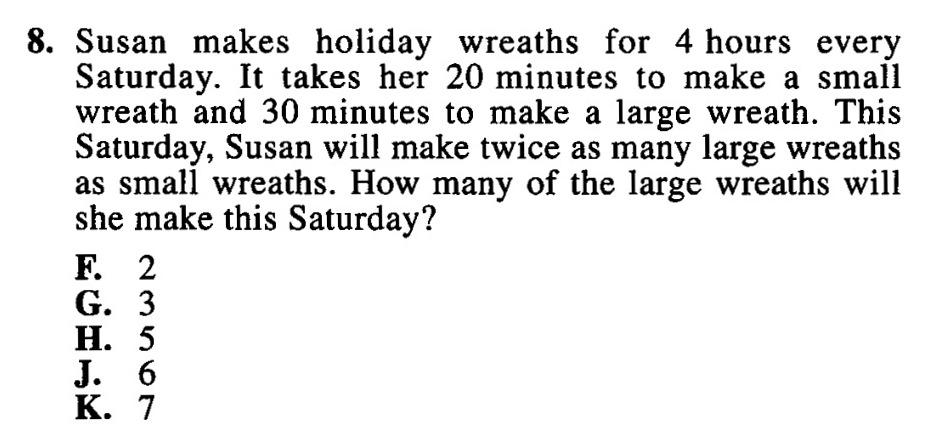 8. Susan makes holiday wreaths for 4 hours every
Saturday. It takes her 20 minutes to make a small
wreath and 30 minutes to make a large wreath. This
Saturday, Susan will make twice as many large wreaths
as small wreaths. How many of the large wreaths will
she make this Saturday?
F. 2
G. 3
H. 5
J. 6
K. 7